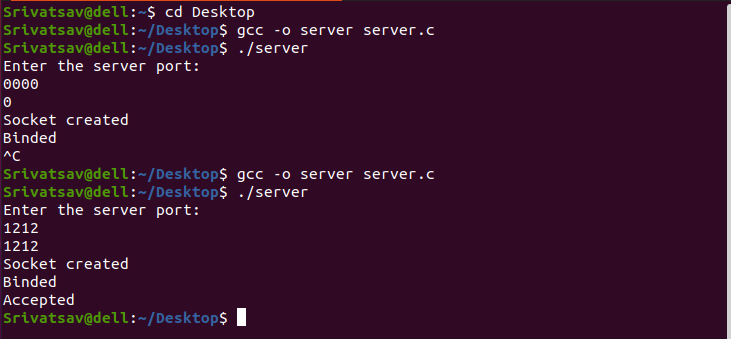 Srivatsav@dell:~$ cd Desktop
Srivatsav@dell:~/Desktop$ gcc -o server server.c
Srivatsav@dell:~/Desktop$ ./server
Enter the server port:
0000
0
Socket created
Binded
^C
Srivatsav@dell:~/Desktop$ gcc -o server server.c
Srivatsav@dell:~/Desktop$ ./server
Enter the server port:
1212
1212
Socket created
Binded
Accepted
Srivatsav@dell:~/Desktop$